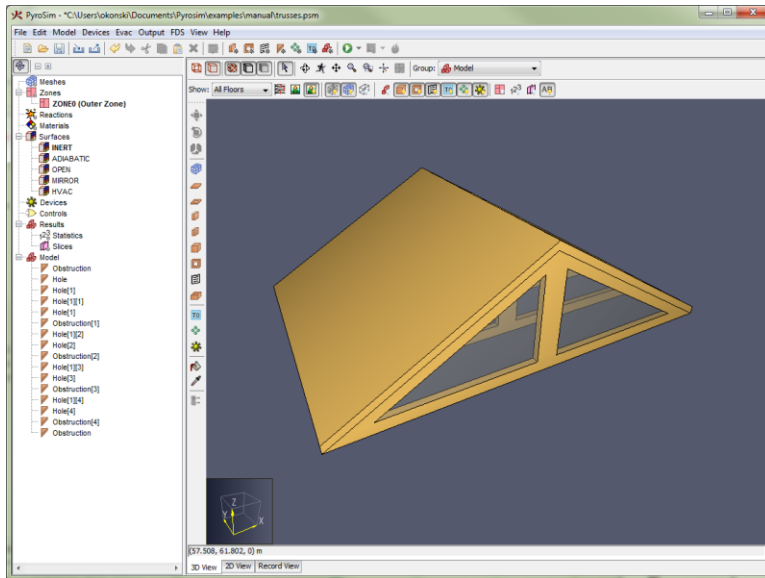 PyroSim - *C:\Users\okonski\Documents\Pyrosim\examples\manual\trusses.psm
File Edit Model Devices Evac Output FDS View Help
Group: Model
Show: All Floors
Meshes
Zones
ZONE0 (Outer Zone)
Reactions
Materials
Surfaces
INERT
ADIABATIC
OPEN
MIRROR
HVAC
Devices
Controls
Results
Statistics
Slices
Model
Obstruction
Hole
Hole[1]
Hole[1][1]
Hole[1]
Obstruction[1]
Hole[1][2]
Hole[2]
Obstruction[2]
Hole[1][3]
Hole[3]
Obstruction[3]
Hole[1][4]
Hole[4]
Obstruction[4]
Obstruction
T0
Z
Y
X
(57.508, 61.802, 0) m
3D View 2D View Record View